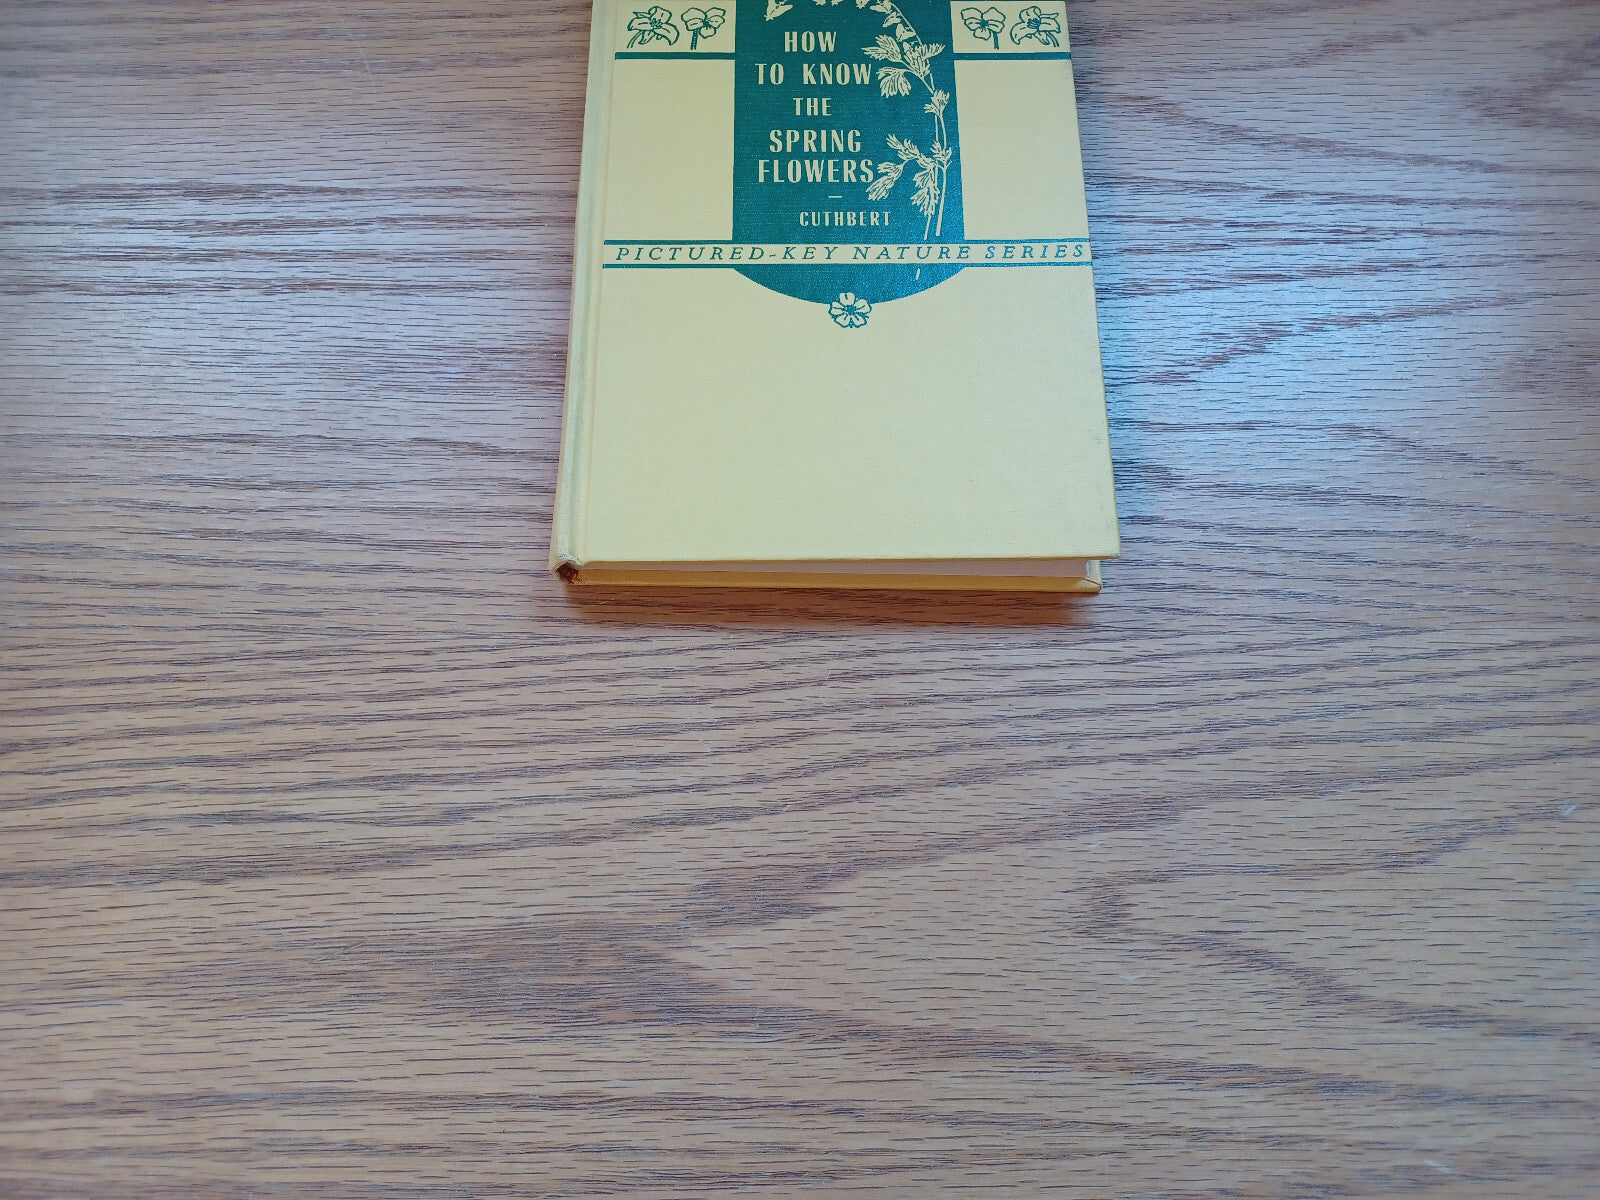 HOW
TO KNOW
THE
SPRING
FLOWERS
—
CUTHBERT
PICTURED-KEY NATURE SERIES